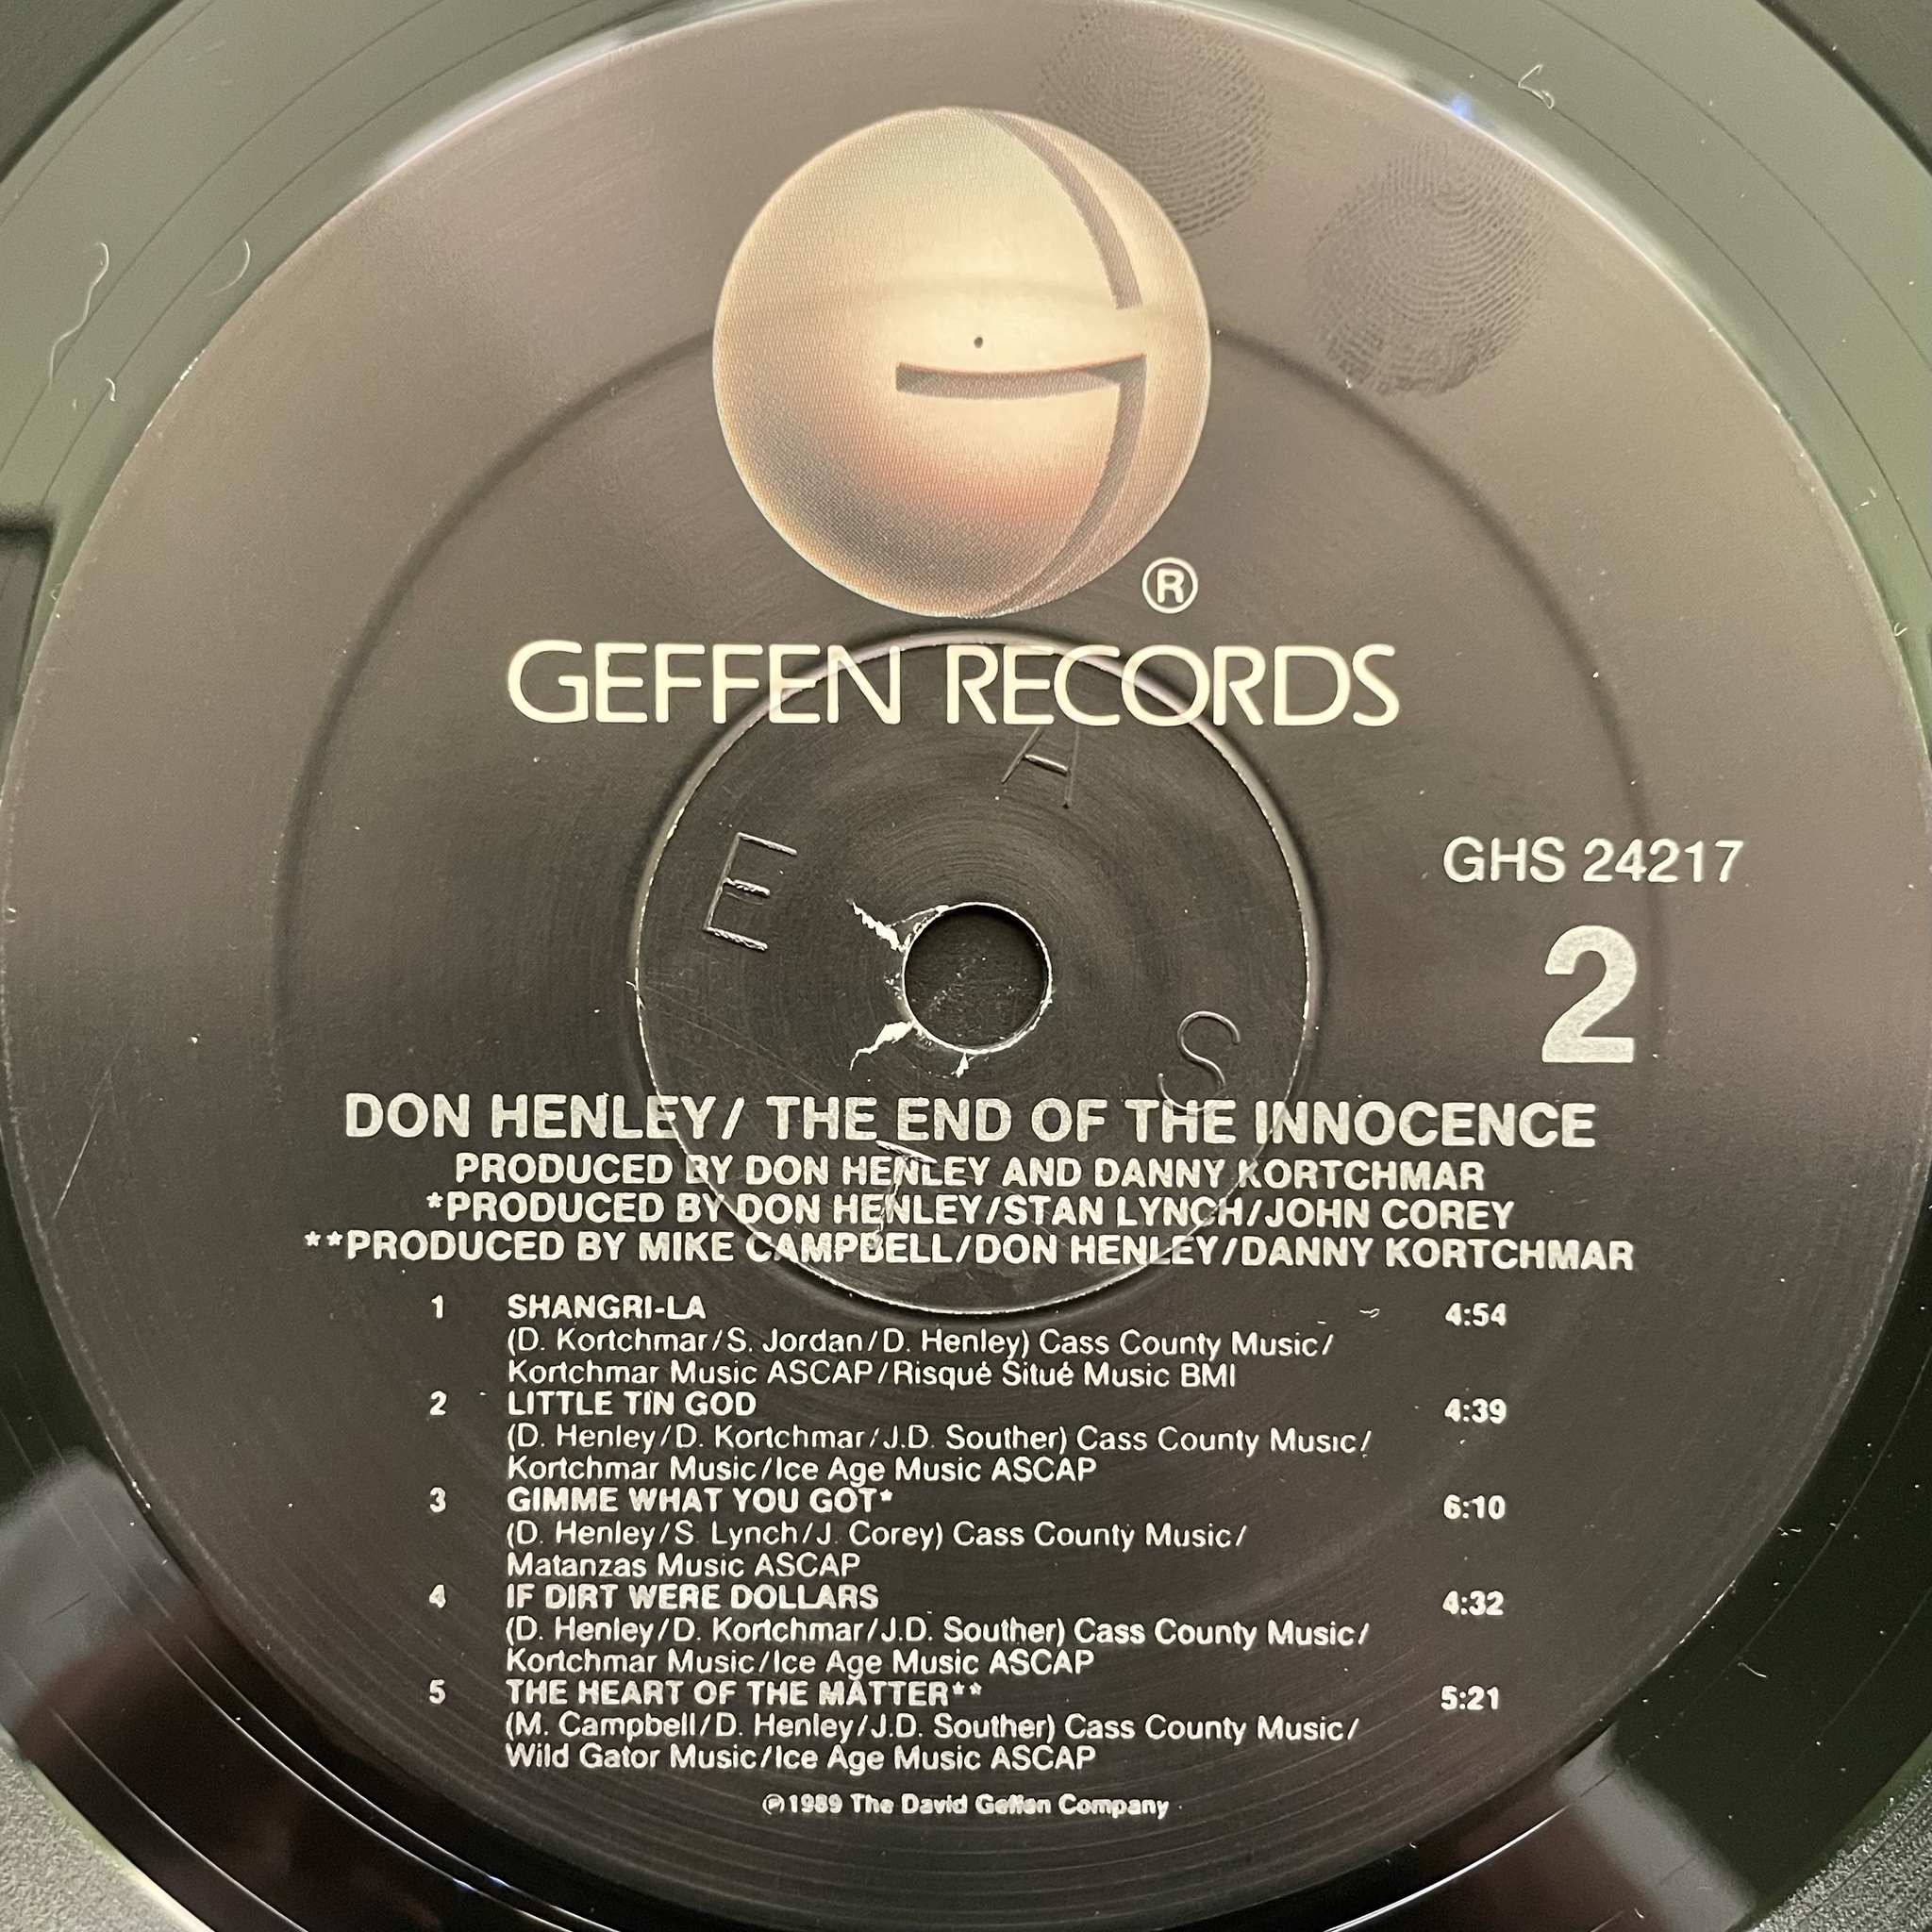 ®
GEFFEN RECORDS
E A S T
GHS 24217
2
DON HENLEY/ THE END OF THE INNOCENCE
PRODUCED BY DON HENLEY AND DANNY KORTCHMAR
*PRODUCED BY DON HENLEY/STAN LYNCH/JOHN COREY
**PRODUCED BY MIKE CAMPBELL/DON HENLEY/DANNY KORTCHMAR
1 SHANGRI-LA 4:54
(D. Kortchmar/S. Jordan/D. Henley) Cass County Music/
Kortchmar Music ASCAP/Risqué Situé Music BMI
2 LITTLE TIN GOD 4:39
(D. Henley/D. Kortchmar/J.D. Souther) Cass County Music/
Kortchmar Music/Ice Age Music ASCAP
3 GIMME WHAT YOU GOT* 6:10
(D. Henley/S. Lynch/J. Corey) Cass County Music/
Matanzas Music ASCAP
4 IF DIRT WERE DOLLARS 4:32
(D. Henley/D. Kortchmar/J.D. Souther) Cass County Music/
Kortchmar Music/Ice Age Music ASCAP
5 THE HEART OF THE MATTER** 5:21
(M. Campbell/D. Henley/J.D. Souther) Cass County Music/
Wild Gator Music/Ice Age Music ASCAP
℗1989 The David Geffen Company